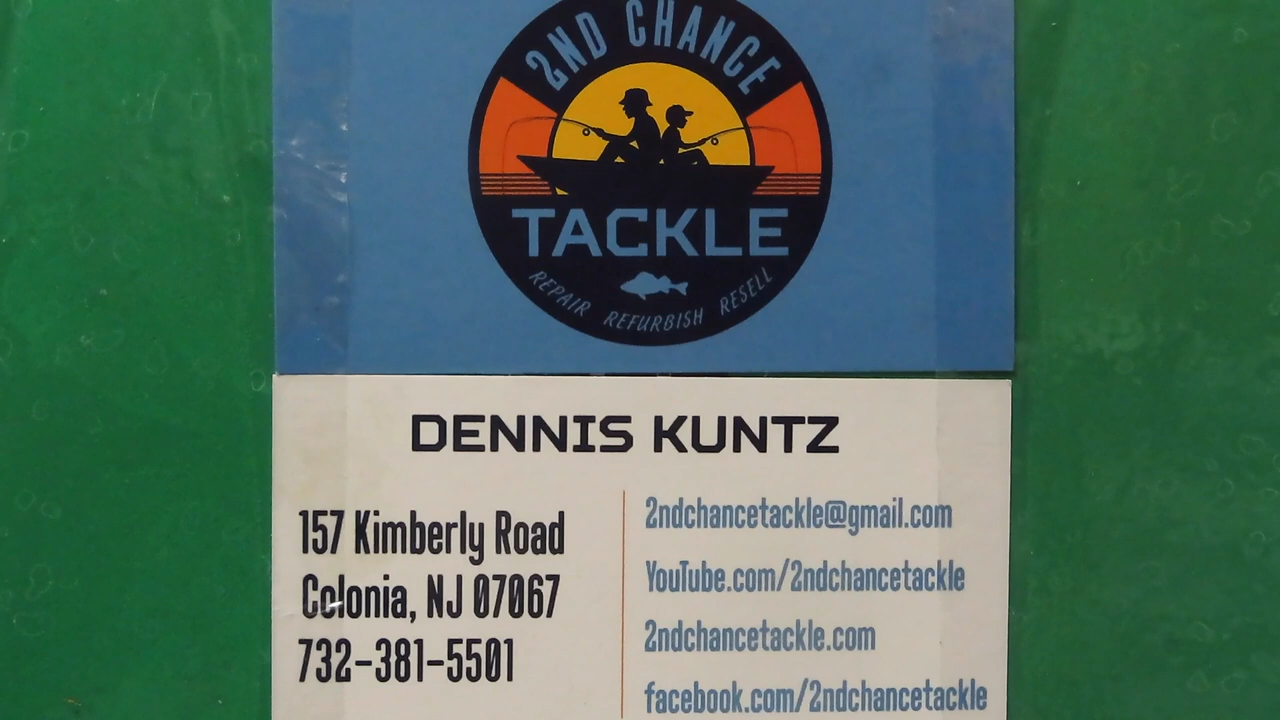 2ND CHANCE
TACKLE
REPAIR REFURBISH RESELL
DENNIS KUNTZ
157 Kimberly Road
Colonia, NJ 07067
732-381-5501
2ndchancetackle@gmail.com
YouTube.com/2ndchancetackle
2ndchancetackle.com
facebook.com/2ndchancetackle